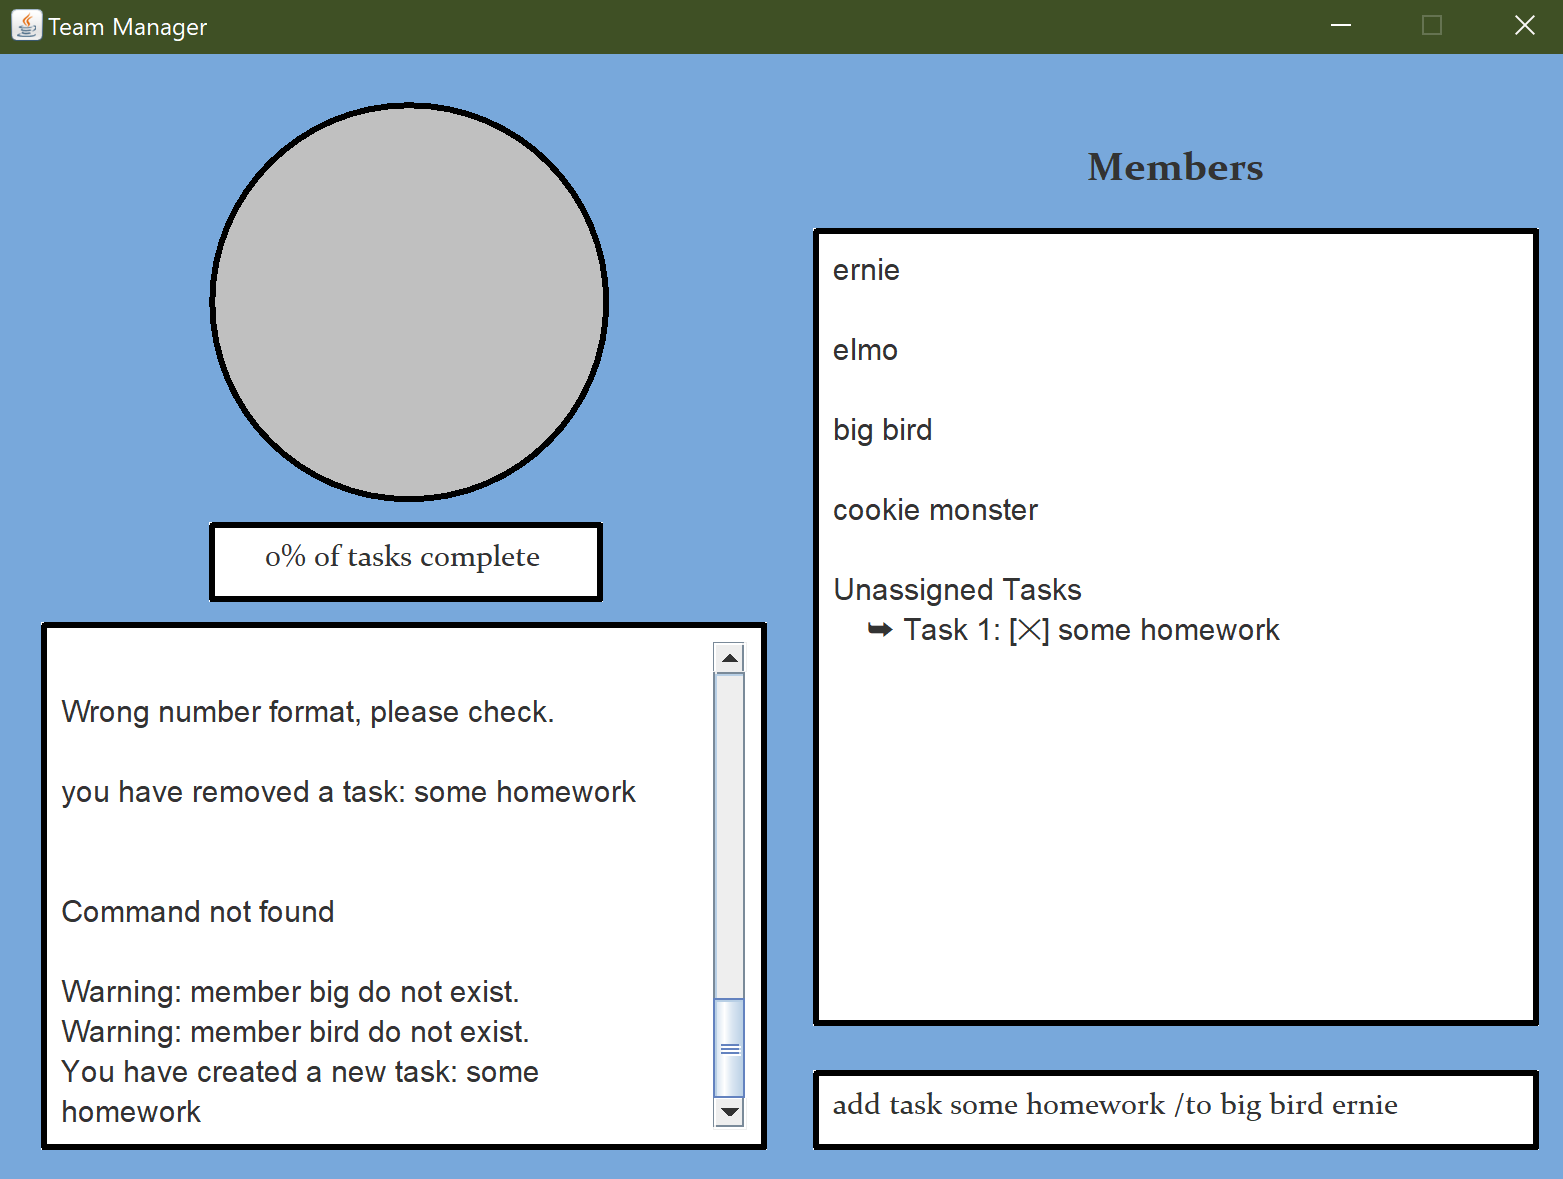 Team Manager
0% of tasks complete
Wrong number format, please check.
you have removed a task: some homework
Command not found
Warning: member big do not exist.
Warning: member bird do not exist.
You have created a new task: some
homework
Members
ernie
elmo
big bird
cookie monster
Unassigned Tasks
➥ Task 1: [✕] some homework
add task some homework /to big bird ernie